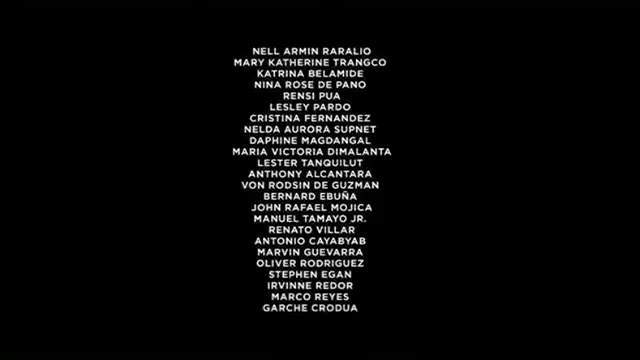 NELL ARMIN RARALIO
MARY KATHERINE TRANGCO
KATRINA BELAMIDE
NINA ROSE DE PANO
RENSI PUA
LESLEY PARDO
CRISTINA FERNANDEZ
NELDA AURORA SUPNET
DAPHINE MAGDANGAL
MARIA VICTORIA DIMALANTA
LESTER TANQUILUT
ANTHONY ALCANTARA
VON RODSIN DE GUZMAN
BERNARD EBUÑA
JOHN RAFAEL MOJICA
MANUEL TAMAYO JR.
RENATO VILLAR
ANTONIO CAYABYAB
MARVIN GUEVARRA
OLIVER RODRIGUEZ
STEPHEN EGAN
IRVINNE REDOR
MARCO REYES
GARCHE CRODUA